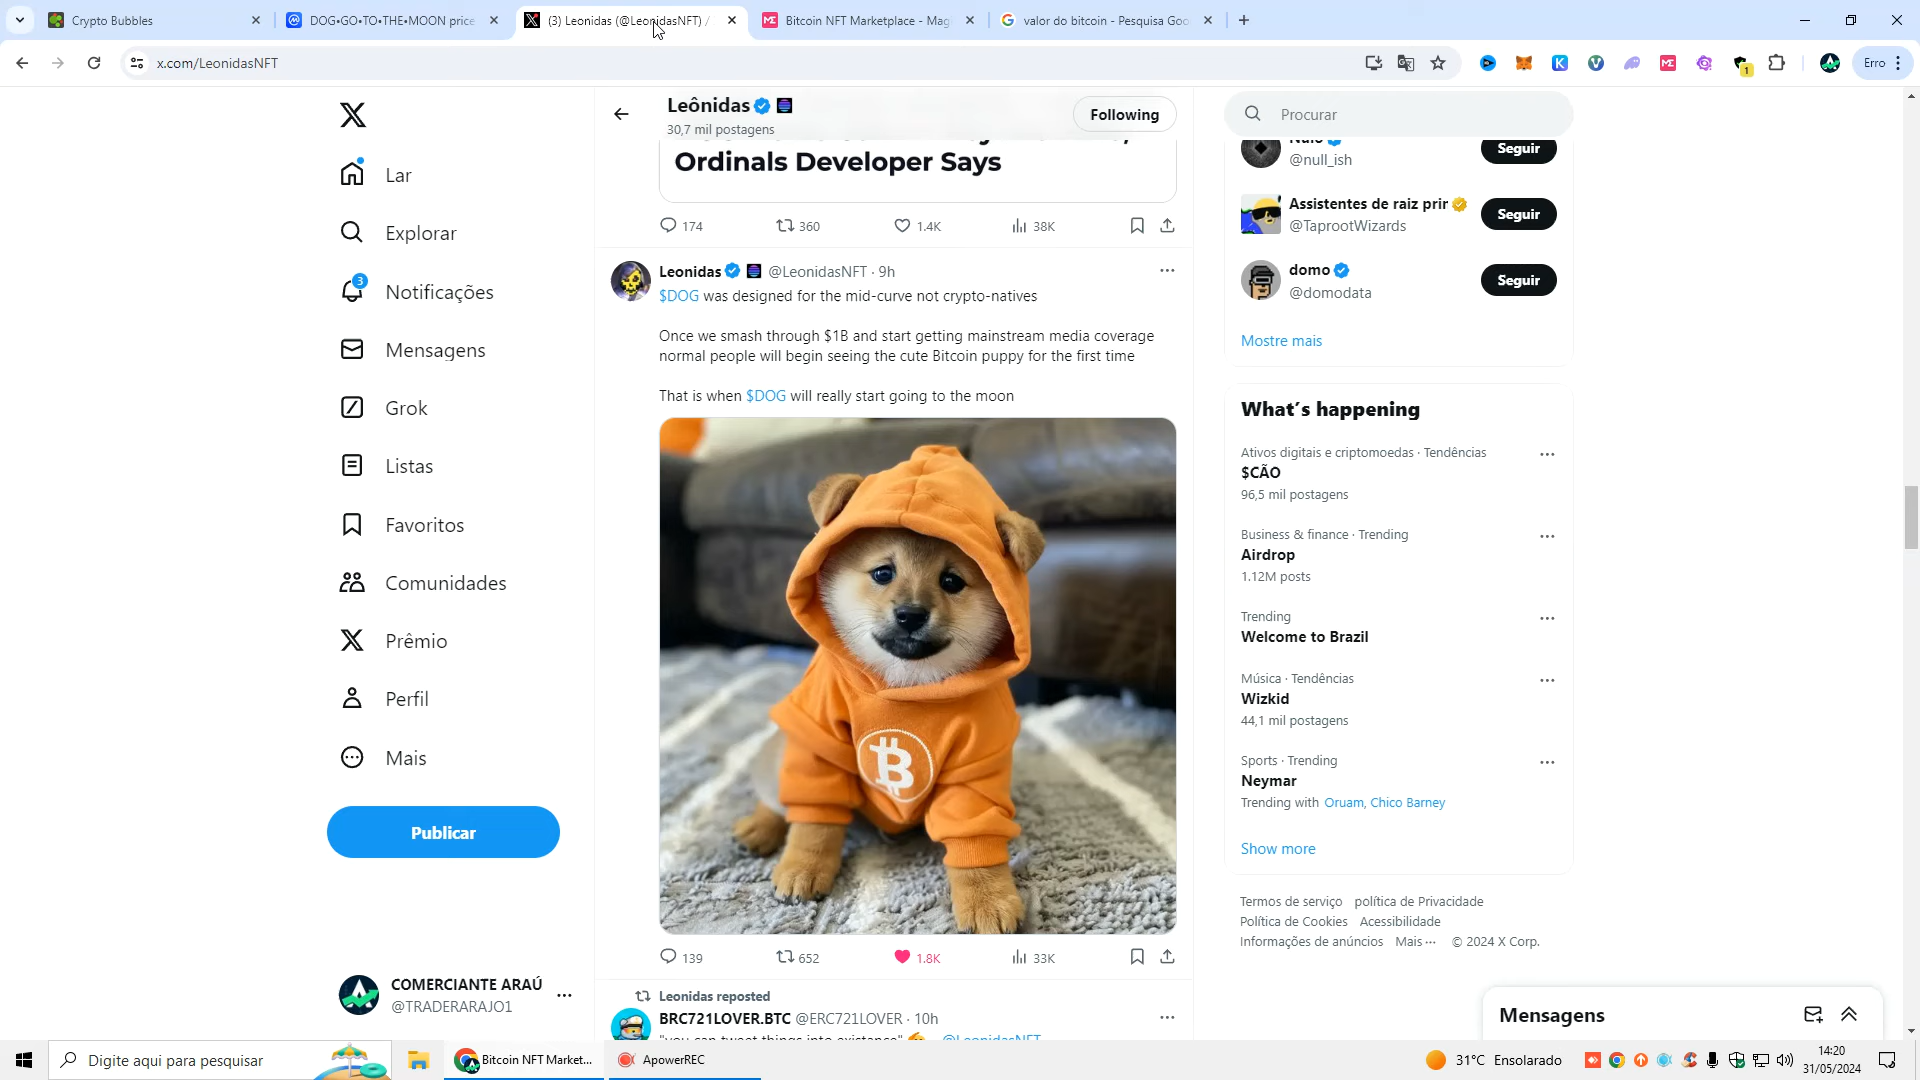 Crypto Bubbles
DOG•GO•TO•THE•MOON price
(3) Leonidas (@LeonidasNFT) /
Bitcoin NFT Marketplace - Mag
valor do bitcoin - Pesquisa Goo
x.com/LeonidasNFT
1
Erro
Lar
Explorar
3
Notificações
Mensagens
Grok
Listas
Favoritos
Comunidades
Prêmio
Perfil
Mais
Publicar
COMERCIANTE ARAÚ
@TRADERARAJO1
Leônidas
30,7 mil postagens
Following
Ordinals Developer Says
174
360
1.4K
38K
Leonidas @LeonidasNFT · 9h
$DOG was designed for the mid-curve not crypto-natives
Once we smash through $1B and start getting mainstream media coverage
normal people will begin seeing the cute Bitcoin puppy for the first time
That is when $DOG will really start going to the moon
139
652
1.8K
33K
Leonidas reposted
BRC721LOVER.BTC @ERC721LOVER · 10h
"you can tweet things into existance" @LeonidasNFT
Procurar
@null_ish
Seguir
Assistentes de raiz prir
@TaprootWizards
Seguir
domo
@domodata
Seguir
Mostre mais
What's happening
Ativos digitais e criptomoedas · Tendências
$CÃO
96,5 mil postagens
Business & finance · Trending
Airdrop
1.12M posts
Trending
Welcome to Brazil
Música · Tendências
Wizkid
44,1 mil postagens
Sports · Trending
Neymar
Trending with Oruam, Chico Barney
Show more
Termos de serviço política de Privacidade
Política de Cookies Acessibilidade
Informações de anúncios Mais ··· © 2024 X Corp.
Mensagens
Digite aqui para pesquisar
Bitcoin NFT Market...
ApowerREC
31°C Ensolarado
14:20
31/05/2024